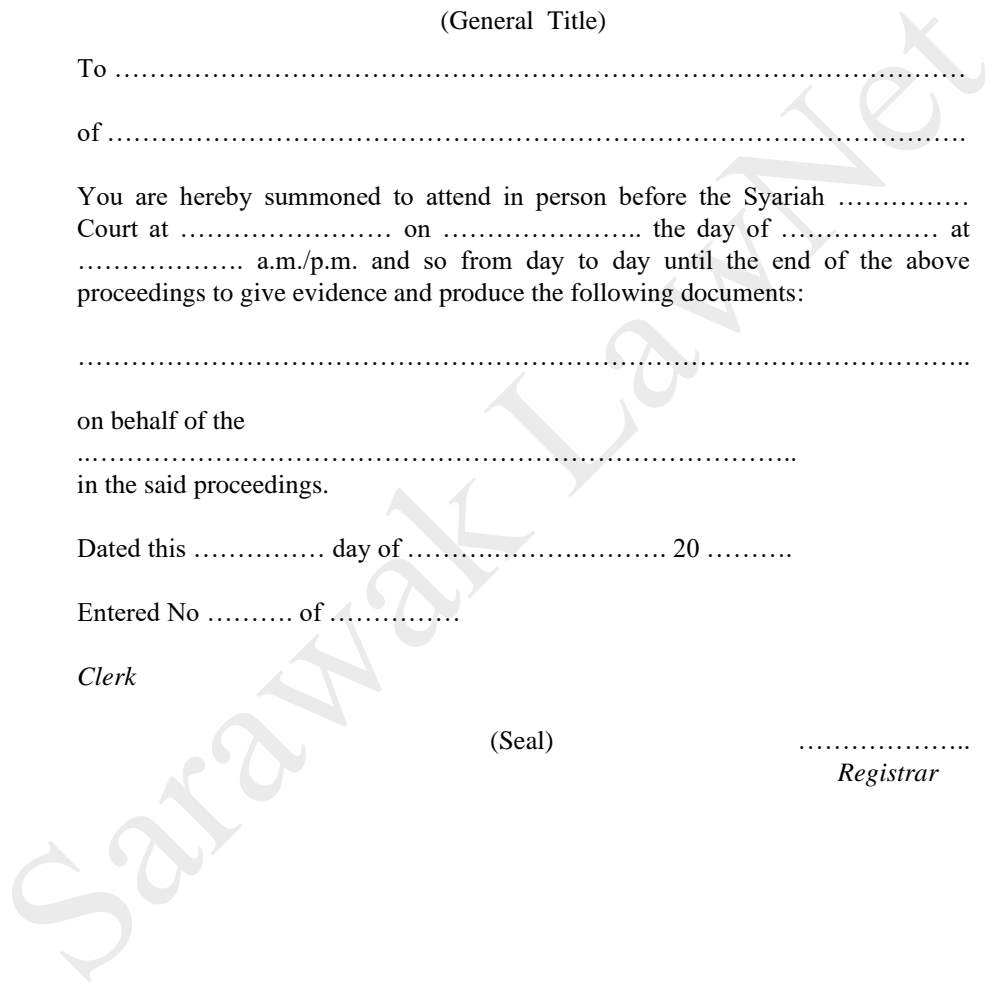 (General Title)
To ……………………………………………………………………………………
of …………………………………………………………………………………….
You are hereby summoned to attend in person before the Syariah ……………
Court at …………………… on ………………….. the day of ……………… at
………………. a.m./p.m. and so from day to day until the end of the above
proceedings to give evidence and produce the following documents:
………………………………………………………………………………………..
on behalf of the
..……………………………………………………………………..
in the said proceedings.
Dated this …………… day of ……………….………. 20 ……….
Entered No ………. of ……………
Clerk
(Seal) ………………..
Registrar
Sarawak LawNet